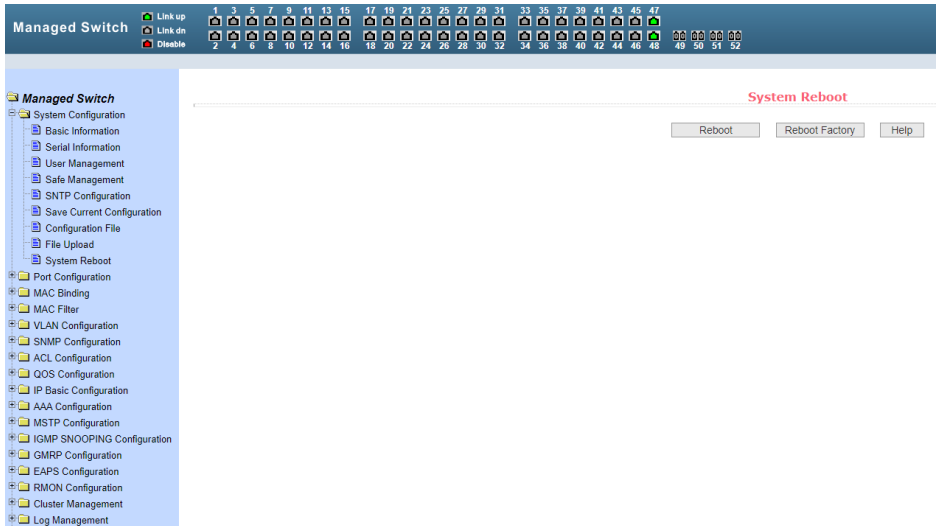 Managed Switch
Link up
Link dn
Disable
1 3 5 7 9 11 13 15 17 19 21 23 25 27 29 31 33 35 37 39 41 43 45 47
2 4 6 8 10 12 14 16 18 20 22 24 26 28 30 32 34 36 38 40 42 44 46 48 49 50 51 52
Managed Switch
System Configuration
Basic Information
Serial Information
User Management
Safe Management
SNTP Configuration
Save Current Configuration
Configuration File
File Upload
System Reboot
Port Configuration
MAC Binding
MAC Filter
VLAN Configuration
SNMP Configuration
ACL Configuration
QOS Configuration
IP Basic Configuration
AAA Configuration
MSTP Configuration
IGMP SNOOPING Configuration
GMRP Configuration
EAPS Configuration
RMON Configuration
Cluster Management
Log Management
System Reboot
Reboot Reboot Factory Help